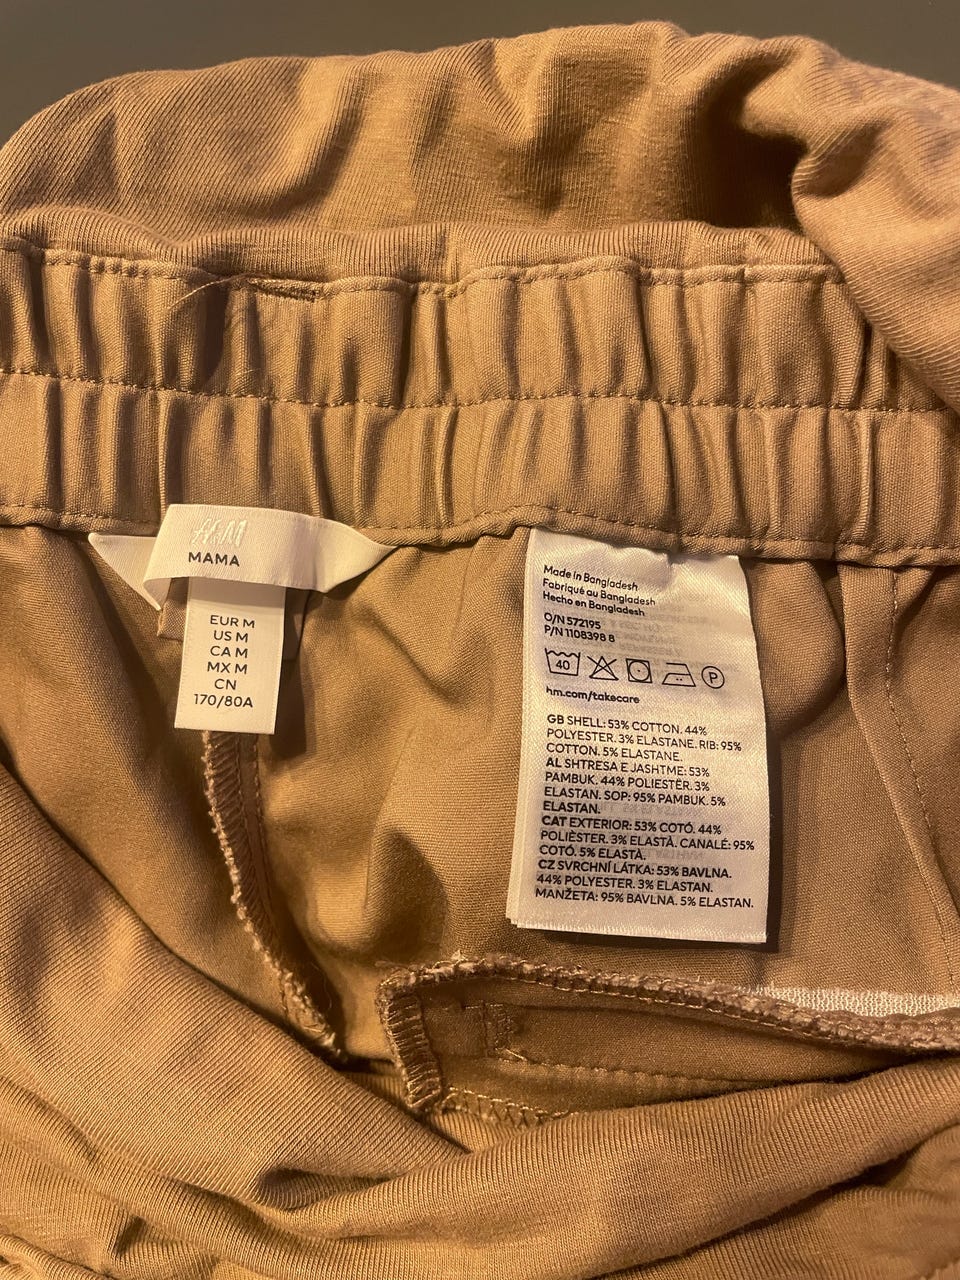 H&M
MAMA
EUR M
US M
CA M
MX M
CN
170/80A
Made in Bangladesh
Fabriqué au Bangladesh
Hecho en Bangladesh
O/N 572195
P/N 1108398 8
40
P
hm.com/takecare
GB SHELL: 53% COTTON. 44%
POLYESTER. 3% ELASTANE. RIB: 95%
COTTON. 5% ELASTANE.
AL SHTRESA E JASHTME: 53%
PAMBUK. 44% POLIESTËR. 3%
ELASTAN. SOP: 95% PAMBUK. 5%
ELASTAN.
CAT EXTERIOR: 53% COTÓ. 44%
POLIÈSTER. 3% ELASTÀ. CANALÉ: 95%
COTÓ. 5% ELASTÀ.
CZ SVRCHNÍ LÁTKA: 53% BAVLNA.
44% POLYESTER. 3% ELASTAN.
MANŽETA: 95% BAVLNA. 5% ELASTAN.